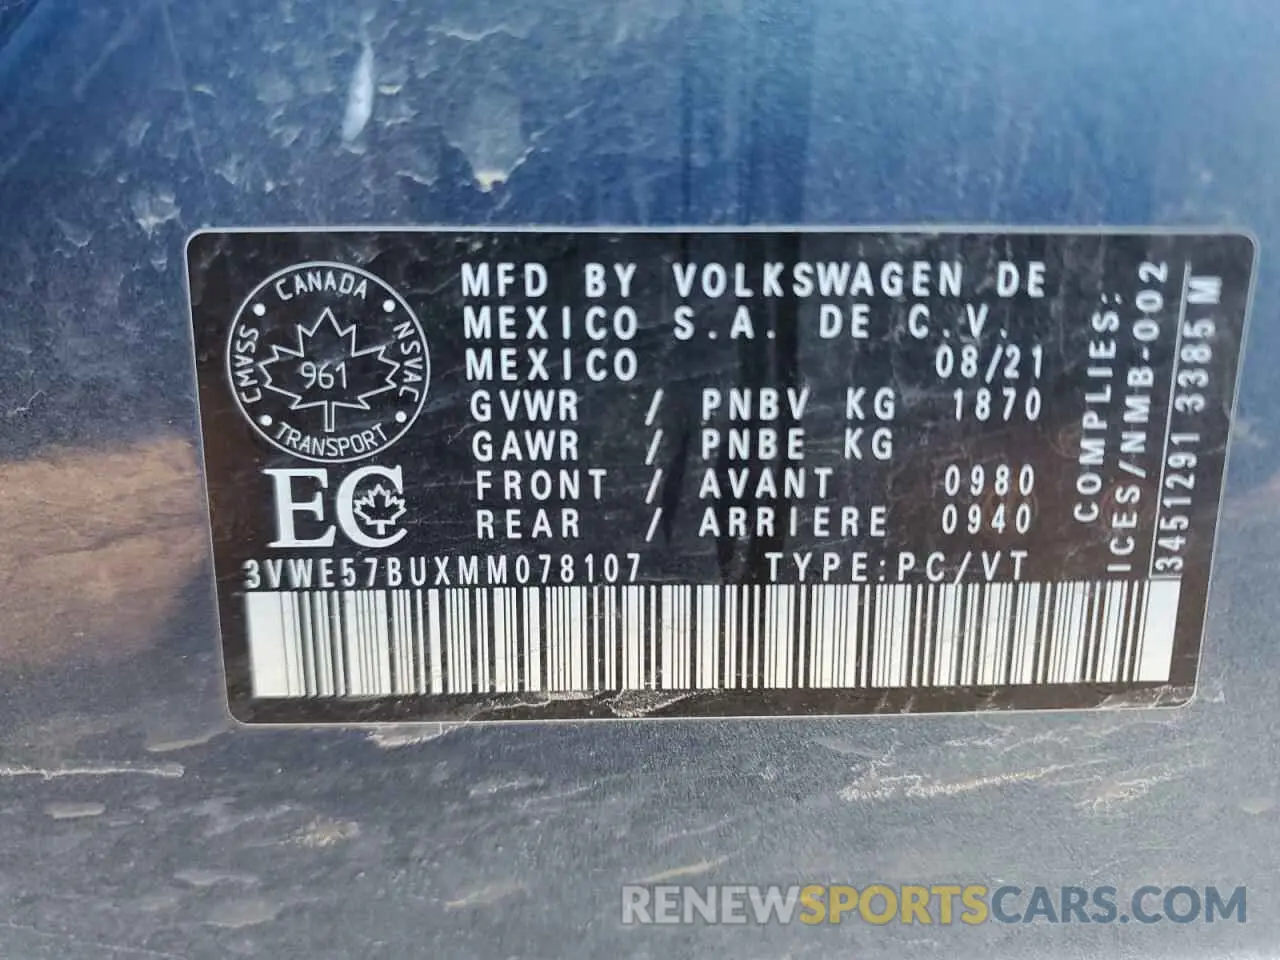 CANADA
CMVSS
NSVAC
961
TRANSPORT
EC
MFD BY VOLKSWAGEN DE
MEXICO S.A. DE C.V.
MEXICO 08/21
GVWR / PNBV KG 1870
GAWR / PNBE KG
FRONT / AVANT 0980
REAR / ARRIERE 0940
3VWE57BUXMM078107 TYPE:PC/VT
COMPLIES:
ICES/NMB-002
3451291 3385 M
RENEWSPORTSCARS.COM